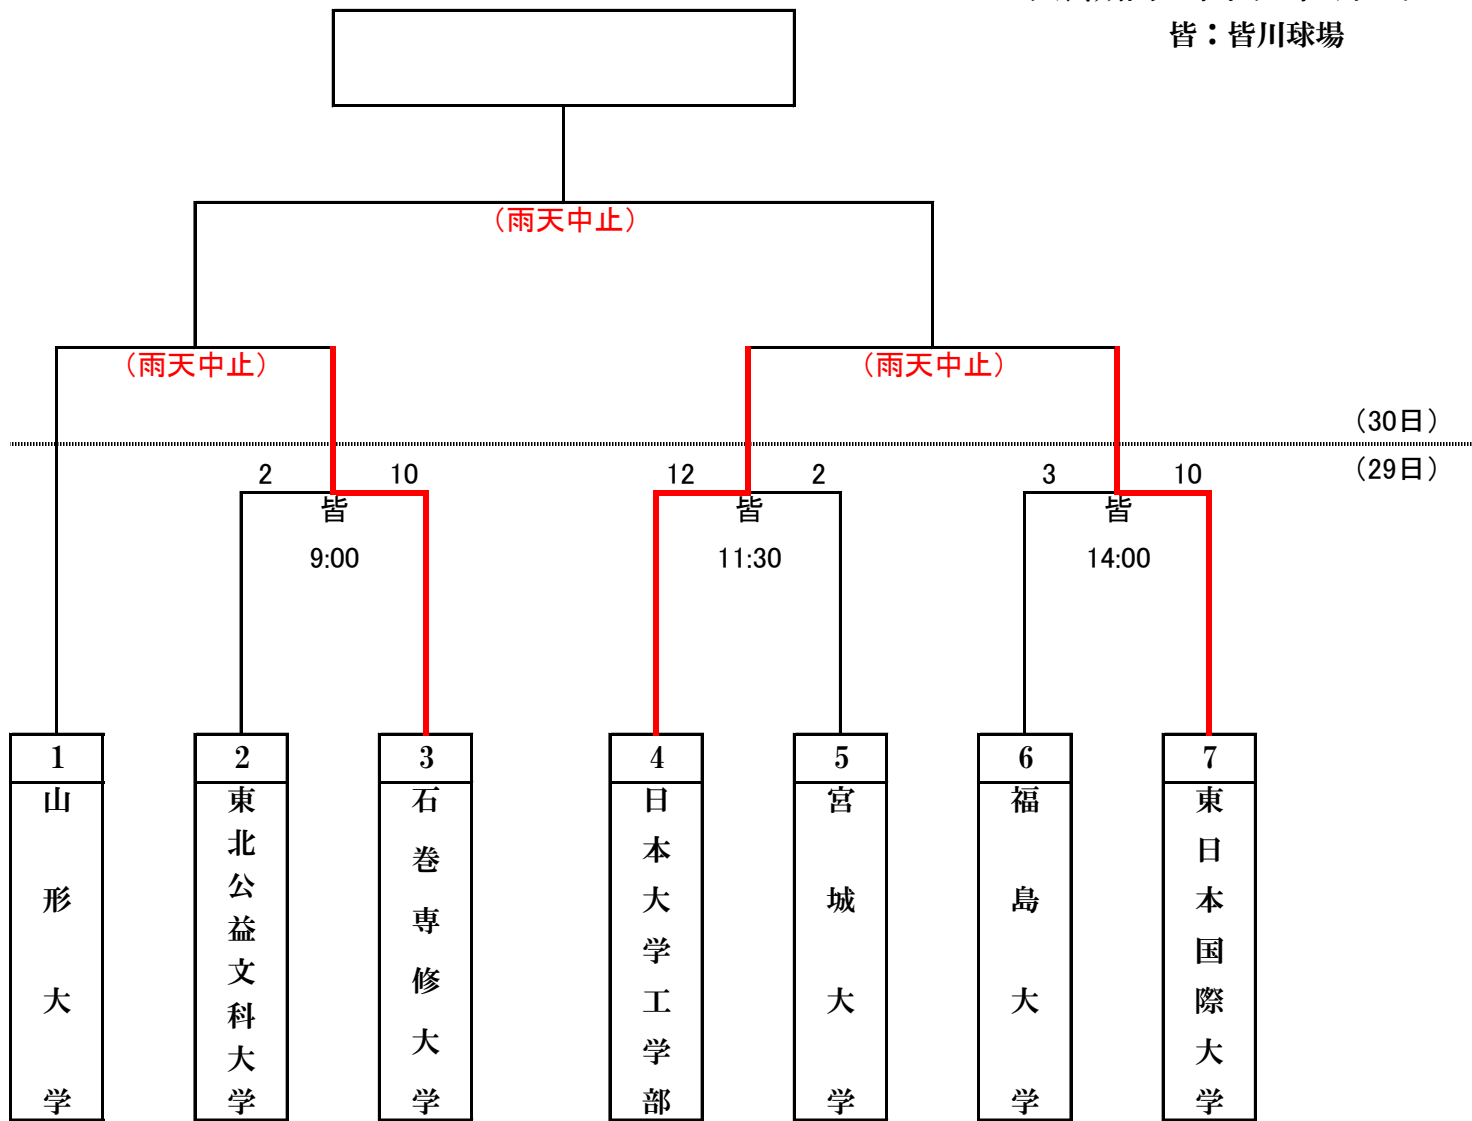 皆：皆川球場
（雨天中止）
（雨天中止）
（雨天中止）
（30日）
（29日）
2 10
12 2
3 10
皆
皆
皆
9:00
11:30
14:00
1
2
3
4
5
6
7
山形大学
東北公益文科大学
石巻専修大学
日本大学工学部
宮城大学
福島大学
東日本国際大学